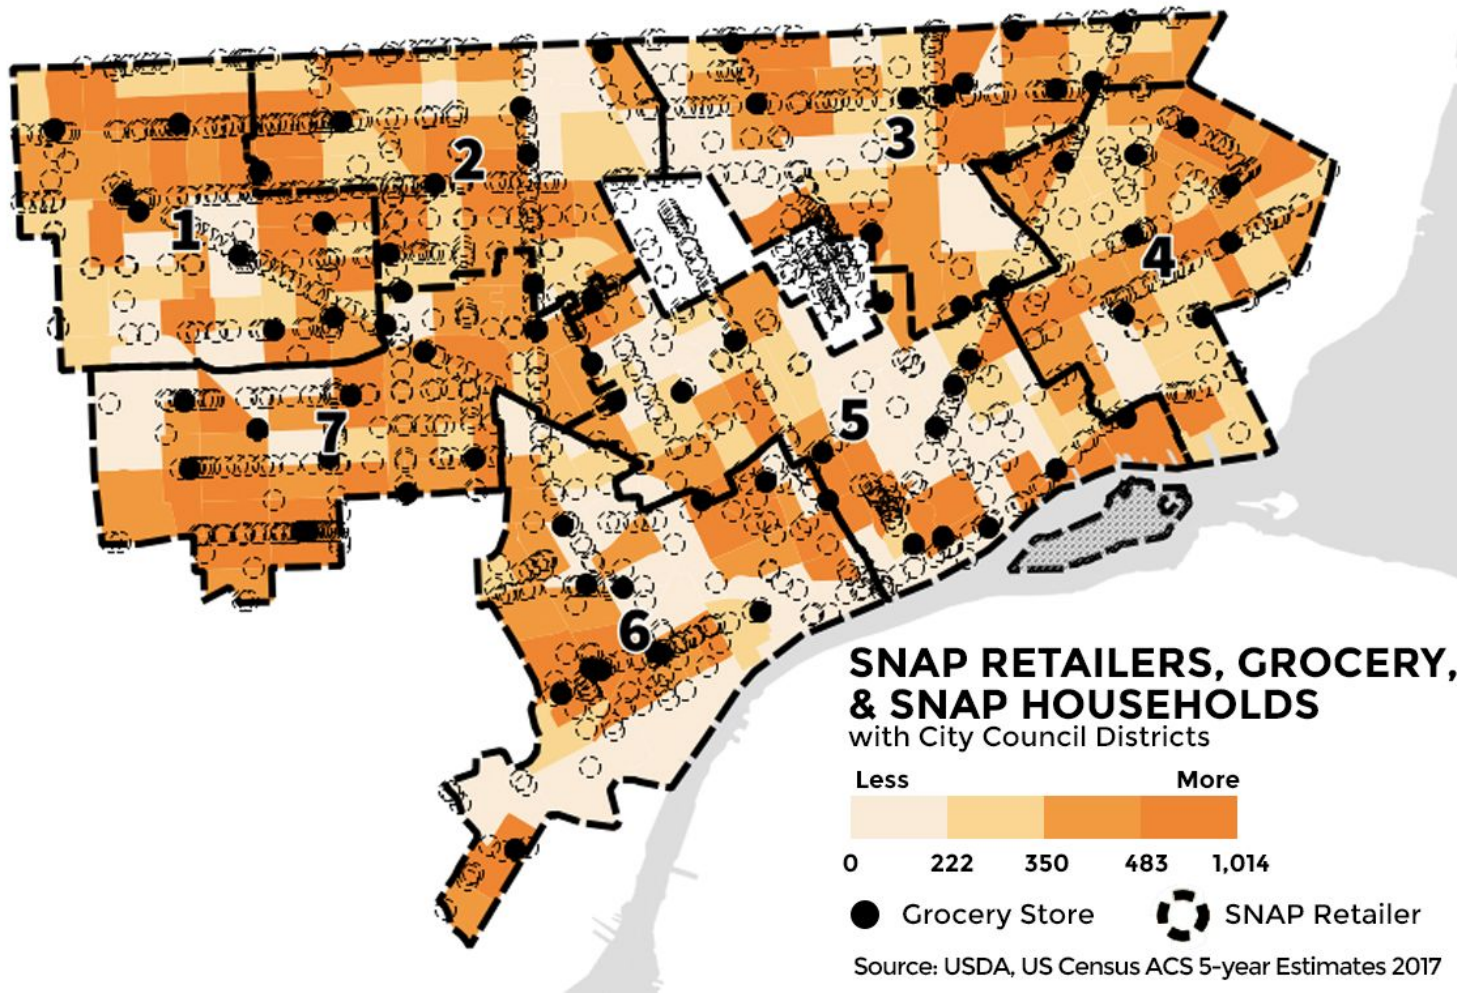 2
3
1
4
5
7
6
SNAP RETAILERS, GROCERY,
& SNAP HOUSEHOLDS
with City Council Districts
Less More
0 222 350 483 1,014
Grocery Store SNAP Retailer
Source: USDA, US Census ACS 5-year Estimates 2017